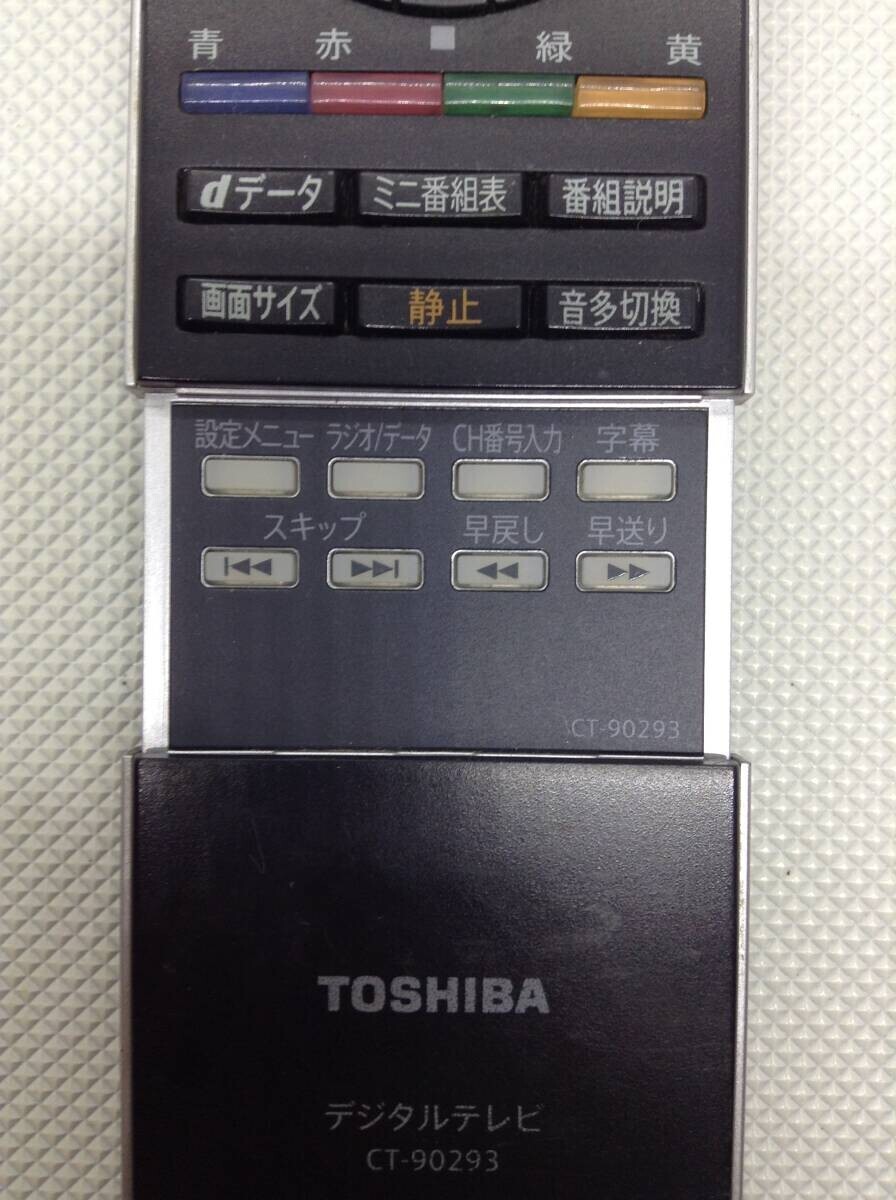 青 赤 緑 黄
dデータ ミニ番組表 番組説明
画面サイズ 静止 音多切換
設定メニュー ラジオ/データ CH番号入力 字幕
スキップ 早戻し 早送り
CT-90293
TOSHIBA
デジタルテレビ
CT-90293